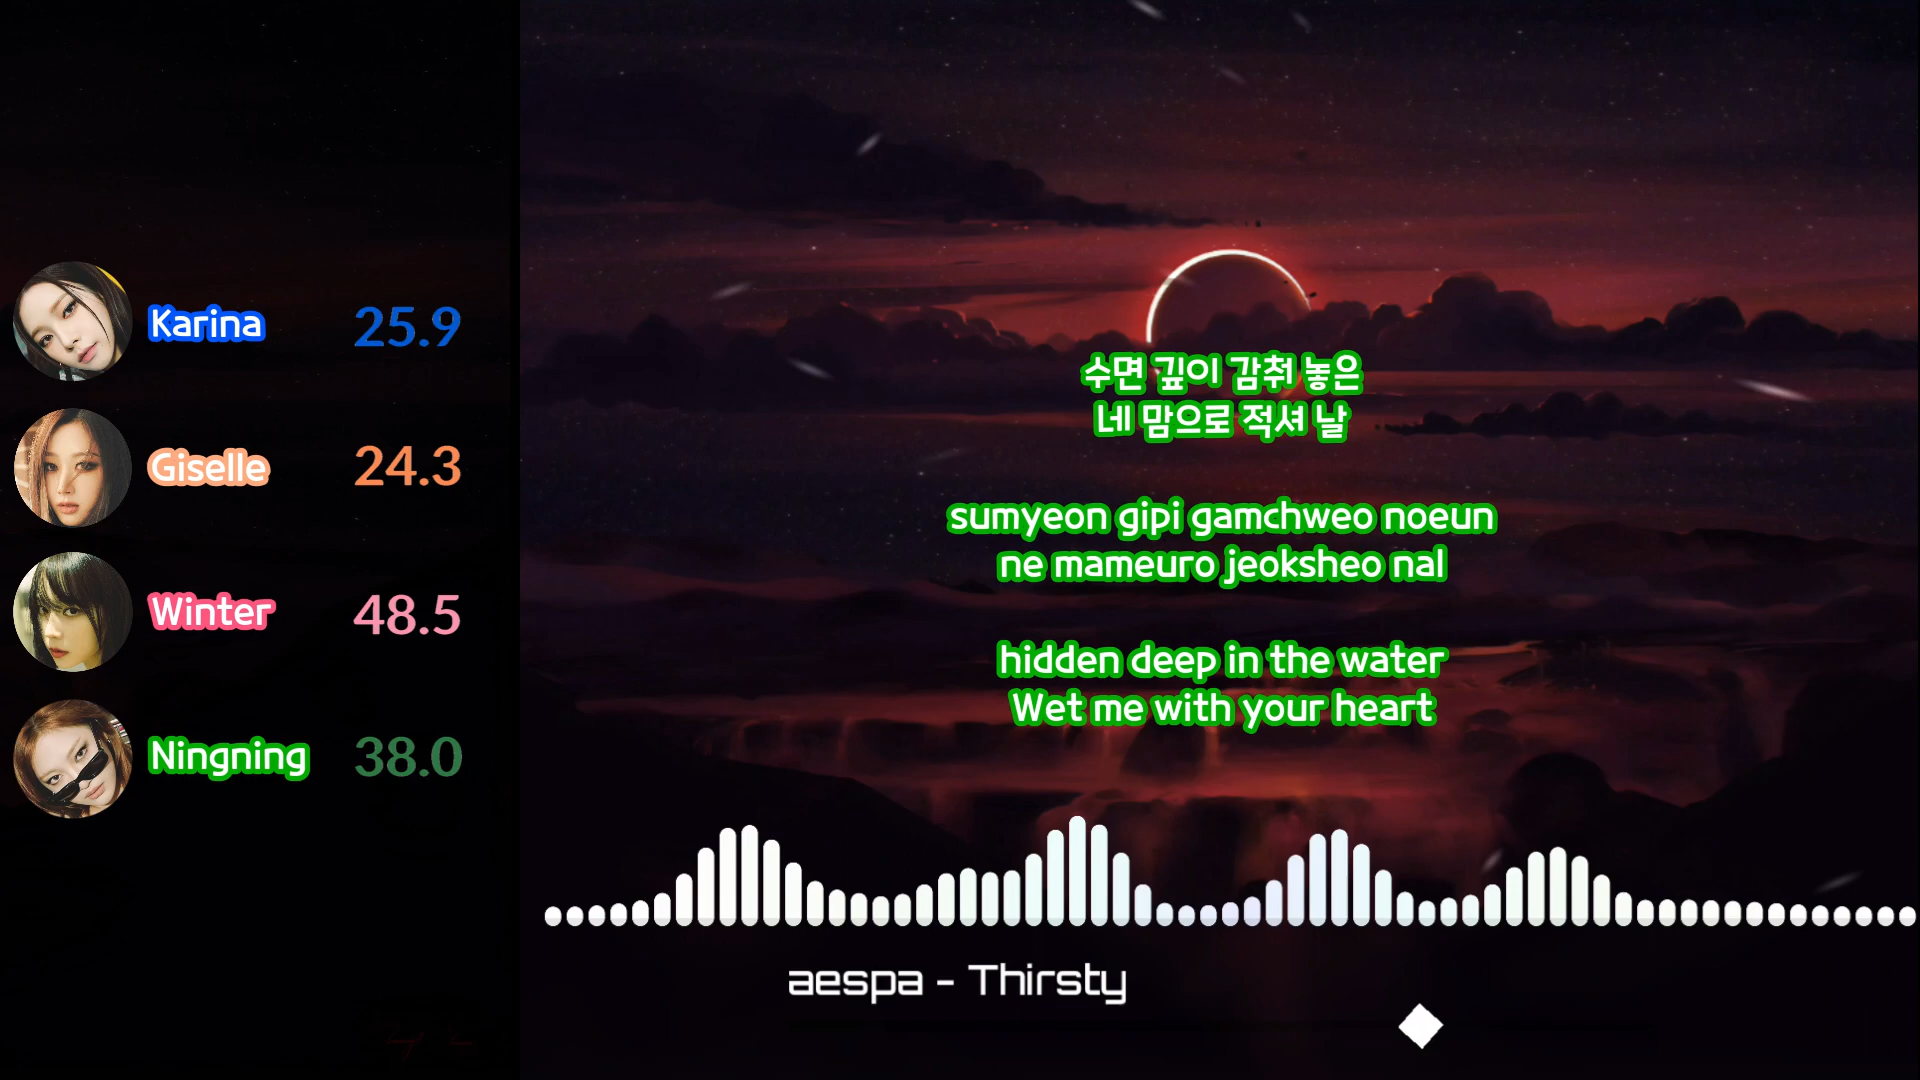 Karina 25.9
Giselle 24.3
Winter 48.5
Ningning 38.0
수면 깊이 감춰 놓은
네 맘으로 적셔 날
sumyeon gipi gamchweo noeun
ne mameuro jeoksheo nal
hidden deep in the water
Wet me with your heart
aespa - Thirsty